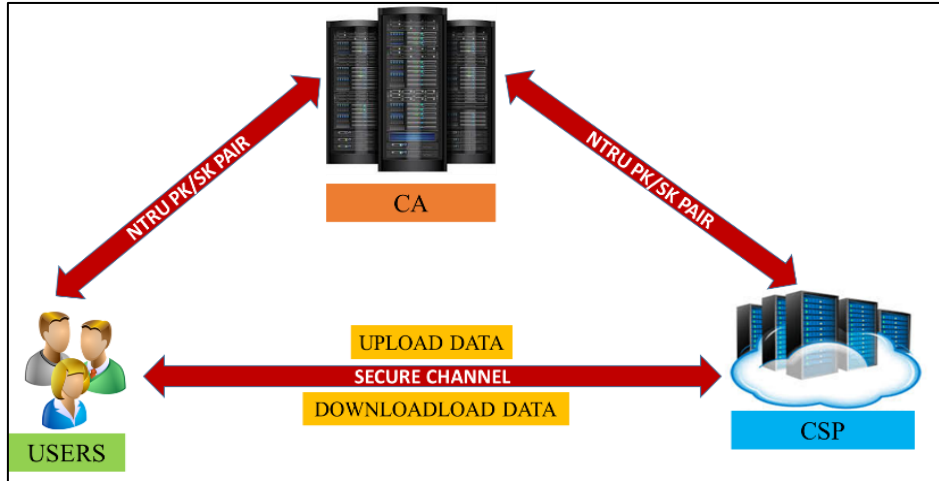 CA
NTRU PK/SK PAIR
NTRU PK/SK PAIR
UPLOAD DATA
SECURE CHANNEL
DOWNLOADLOAD DATA
USERS
CSP